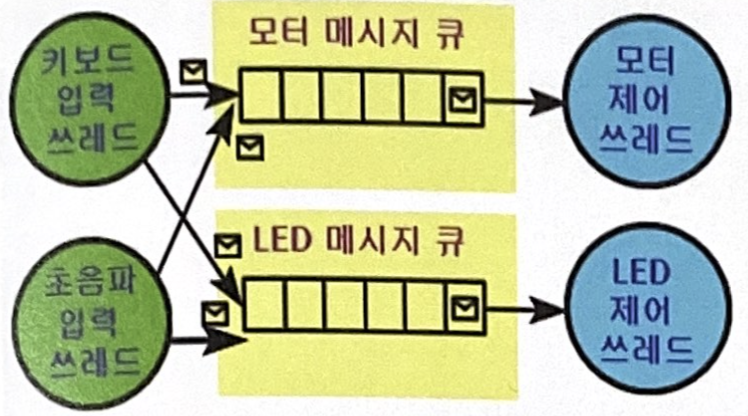 키보드
입력
쓰레드
모터 메시지 큐
모터
제어
쓰레드
초음파
입력
쓰레드
LED 메시지 큐
LED
제어
쓰레드